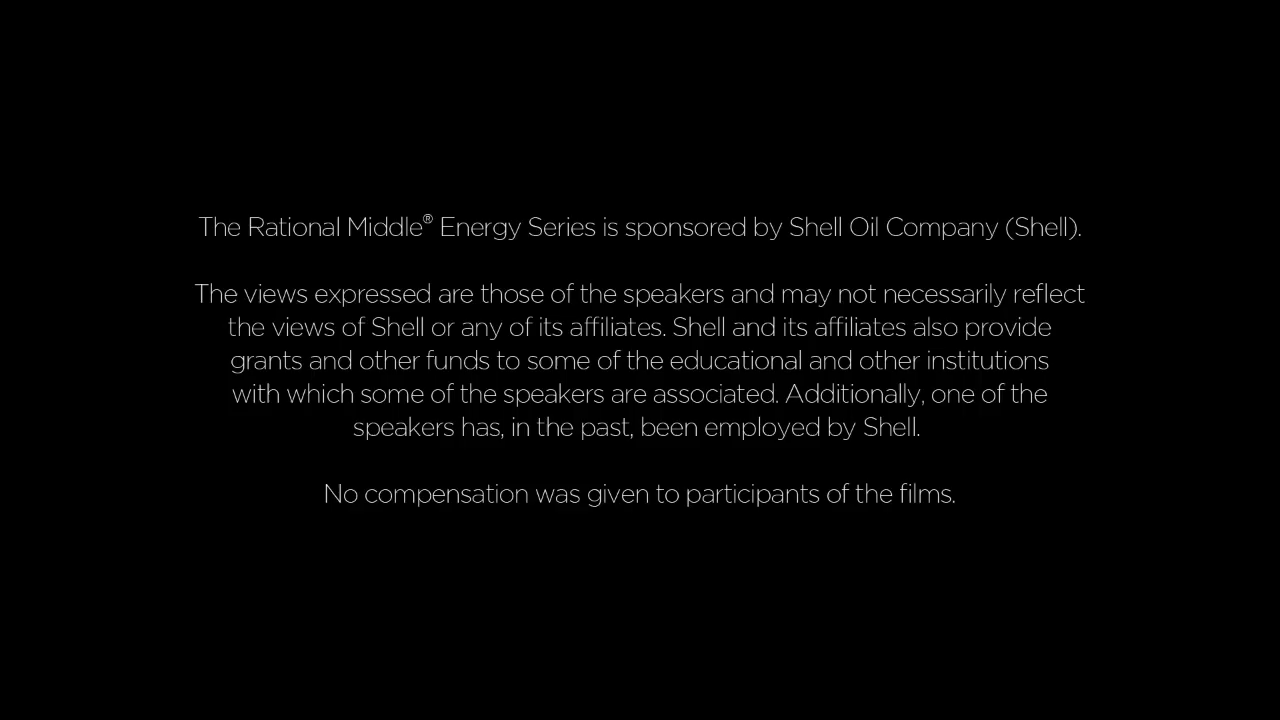 The Rational Middle® Energy Series is sponsored by Shell Oil Company (Shell).
The views expressed are those of the speakers and may not necessarily reflect
the views of Shell or any of its affiliates. Shell and its affiliates also provide
grants and other funds to some of the educational and other institutions
with which some of the speakers are associated. Additionally, one of the
speakers has, in the past, been employed by Shell.
No compensation was given to participants of the films.